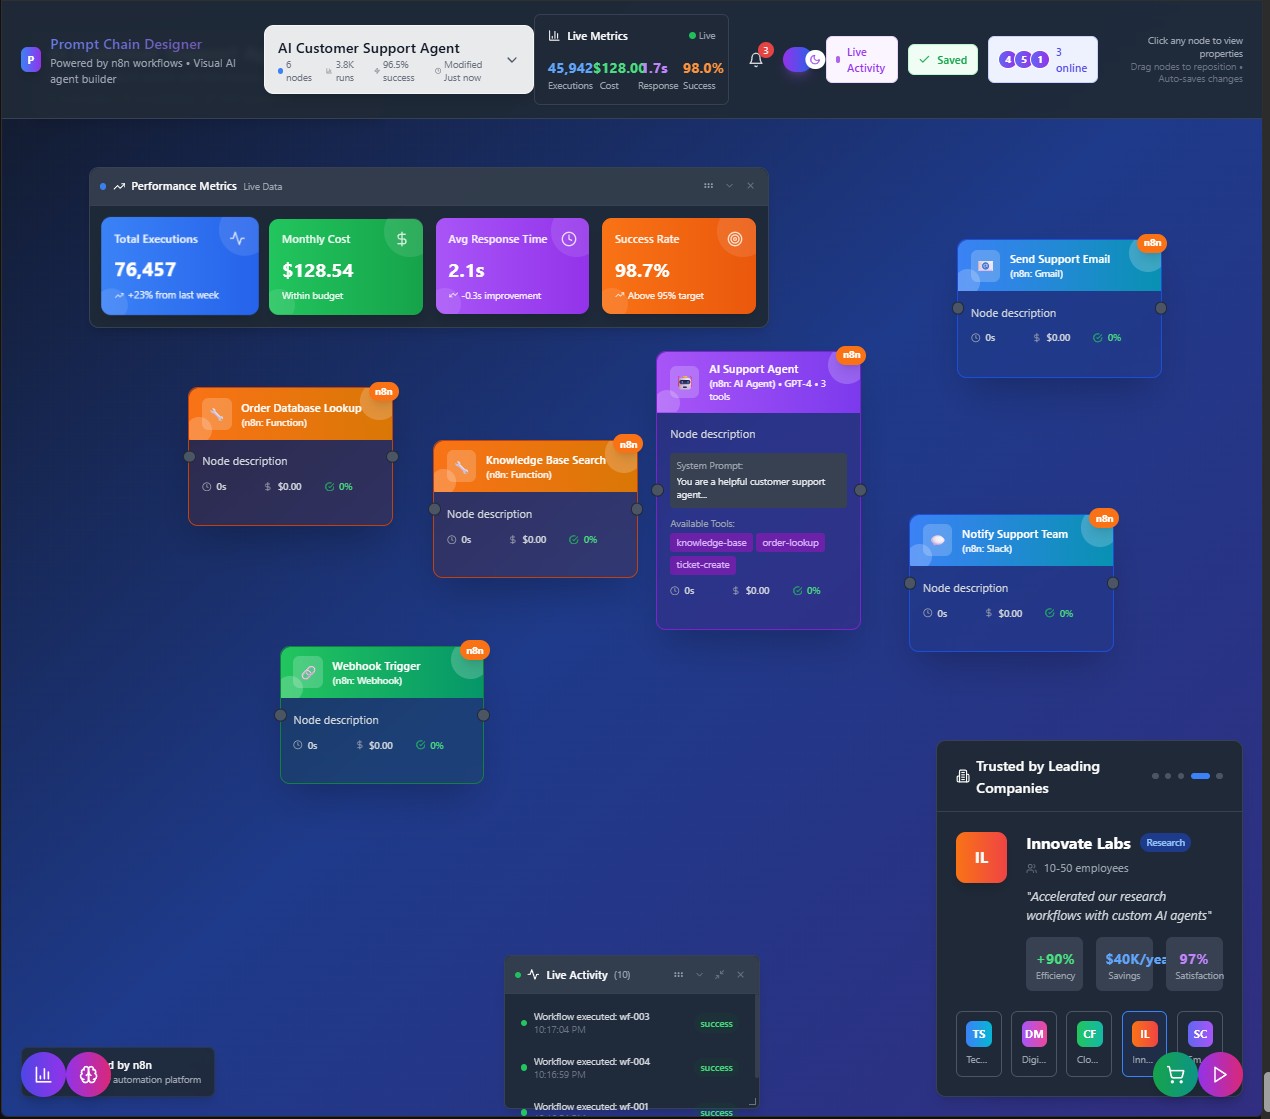 P
Prompt Chain Designer
Powered by n8n workflows • Visual AI
agent builder
AI Customer Support Agent
6
nodes
3.8K
runs
96.5%
success
Modified
Just now
Live Metrics
Live
45,942
Executions
$128.00
Cost
1.7s
Response
98.0%
Success
3
Live
Activity
Saved
4
5
1
3
online
Click any node to view
properties
Drag nodes to reposition •
Auto-saves changes
Performance Metrics Live Data
Total Executions
76,457
+23% from last week
Monthly Cost
$128.54
Within budget
Avg Response Time
2.1s
-0.3s improvement
Success Rate
98.7%
Above 95% target
n8n
Send Support Email
(n8n: Gmail)
Node description
0s $0.00 0%
n8n
AI Support Agent
(n8n: AI Agent) • GPT-4 • 3
tools
Node description
System Prompt:
You are a helpful customer support
agent...
Available Tools:
knowledge-base order-lookup
ticket-create
0s $0.00 0%
n8n
Order Database Lookup
(n8n: Function)
Node description
0s $0.00 0%
n8n
Knowledge Base Search
(n8n: Function)
Node description
0s $0.00 0%
n8n
Notify Support Team
(n8n: Slack)
Node description
0s $0.00 0%
n8n
Webhook Trigger
(n8n: Webhook)
Node description
0s $0.00 0%
Trusted by Leading
Companies
IL
Innovate Labs Research
10-50 employees
"Accelerated our research
workflows with custom AI agents"
+90%
Efficiency
$40K/yea
Savings
97%
Satisfaction
TS
Tec...
DM
Digi...
CF
Clo...
IL
Inn...
SC
Live Activity (10)
Workflow executed: wf-003
10:17:04 PM
success
Workflow executed: wf-004
10:16:59 PM
success
Workflow executed: wf-001
success
d by n8n
automation platform